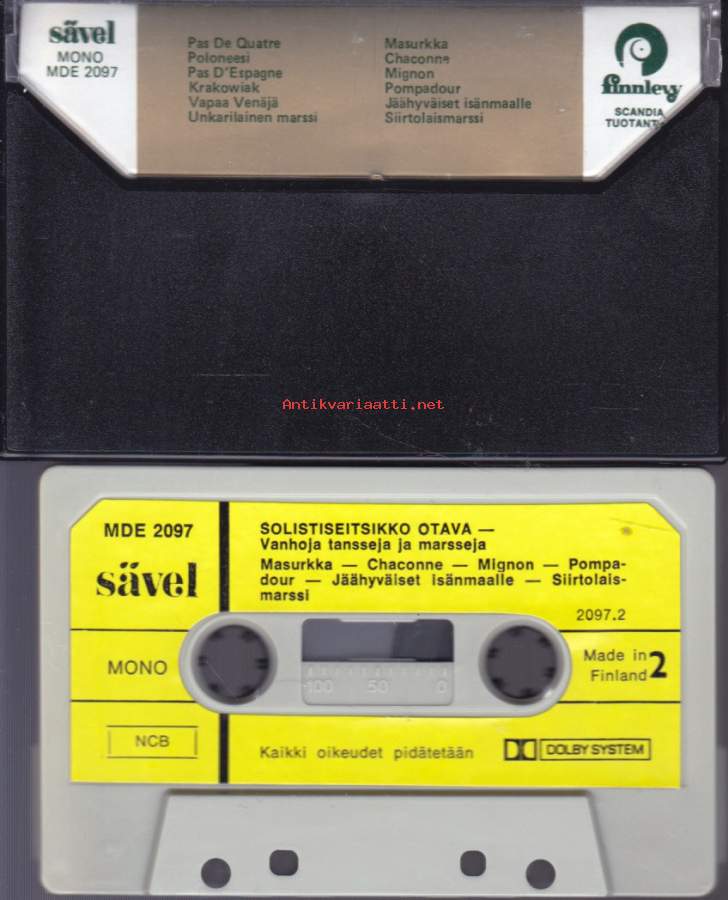 sävel
MONO
MDE 2097
Pas De Quatre
Poloneesi
Pas D'Espagne
Krakowiak
Vapaa Venäjä
Unkarilainen marssi
Masurkka
Chaconne
Mignon
Pompadour
Jäähyväiset isänmaalle
Siirtolaismarssi
finnlevy
SCANDIA
TUOTANTO
Antikvariaatti.net
MDE 2097
sävel
SOLISTISEITSIKKO OTAVA —
Vanhoja tansseja ja marsseja
Masurkka — Chaconne — Mignon — Pompa-
dour — Jäähyväiset isänmaalle — Siirtolais-
marssi
2097.2
MONO
100 50 0
Made in
Finland
2
NCB
Kaikki oikeudet pidätetään
DOLBY SYSTEM